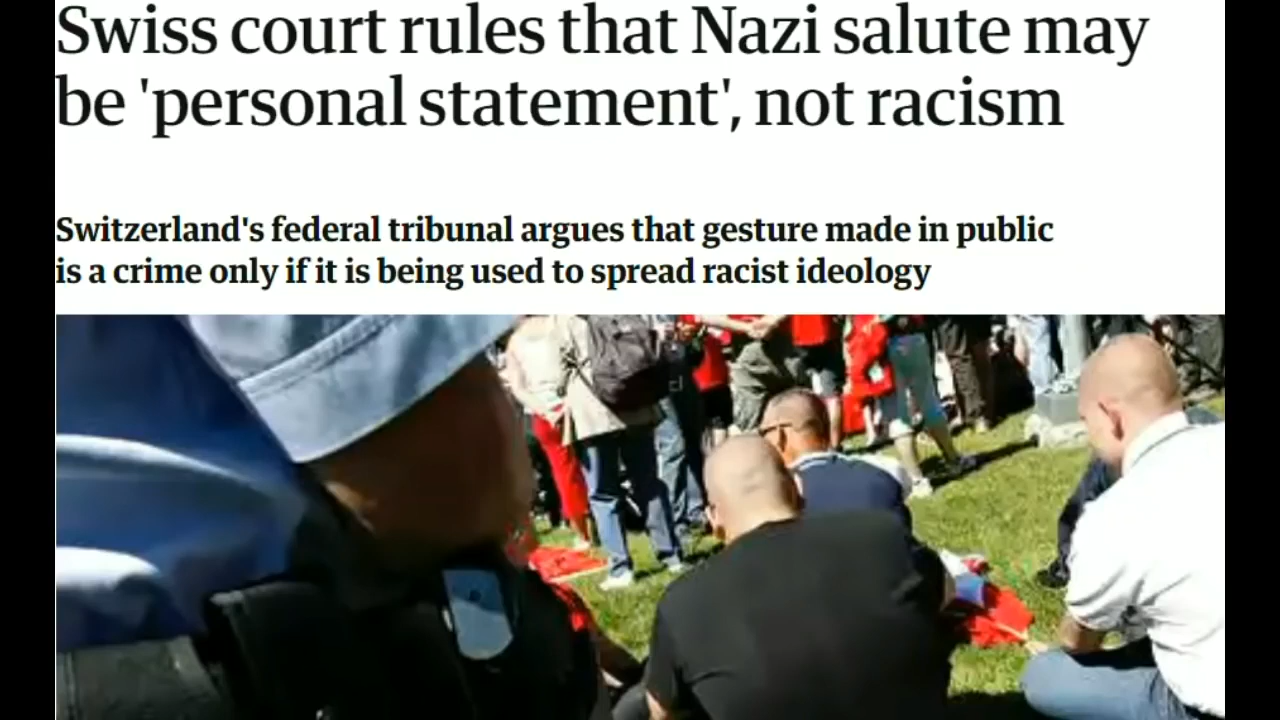 Swiss court rules that Nazi salute may
be 'personal statement', not racism
Switzerland's federal tribunal argues that gesture made in public
is a crime only if it is being used to spread racist ideology